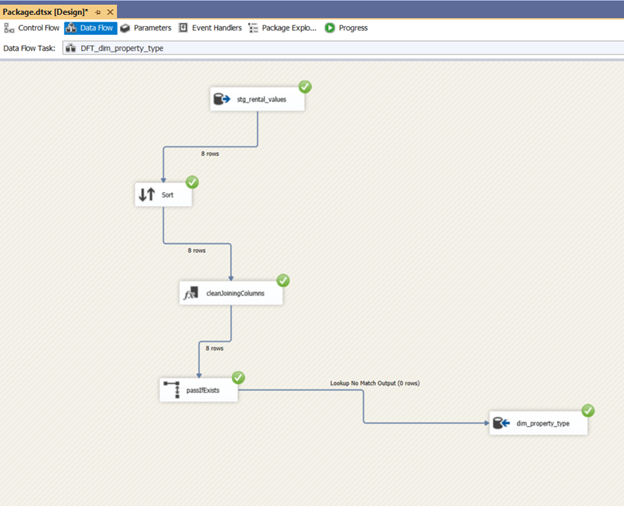 Package.dtsx [Design]*
Control Flow Data Flow Parameters Event Handlers Package Explo... Progress
Data Flow Task: DFT_dim_property_type
stg_rental_values
8 rows
Sort
8 rows
cleanJoiningColumns
8 rows
passIfExists
Lookup No Match Output (0 rows)
dim_property_type